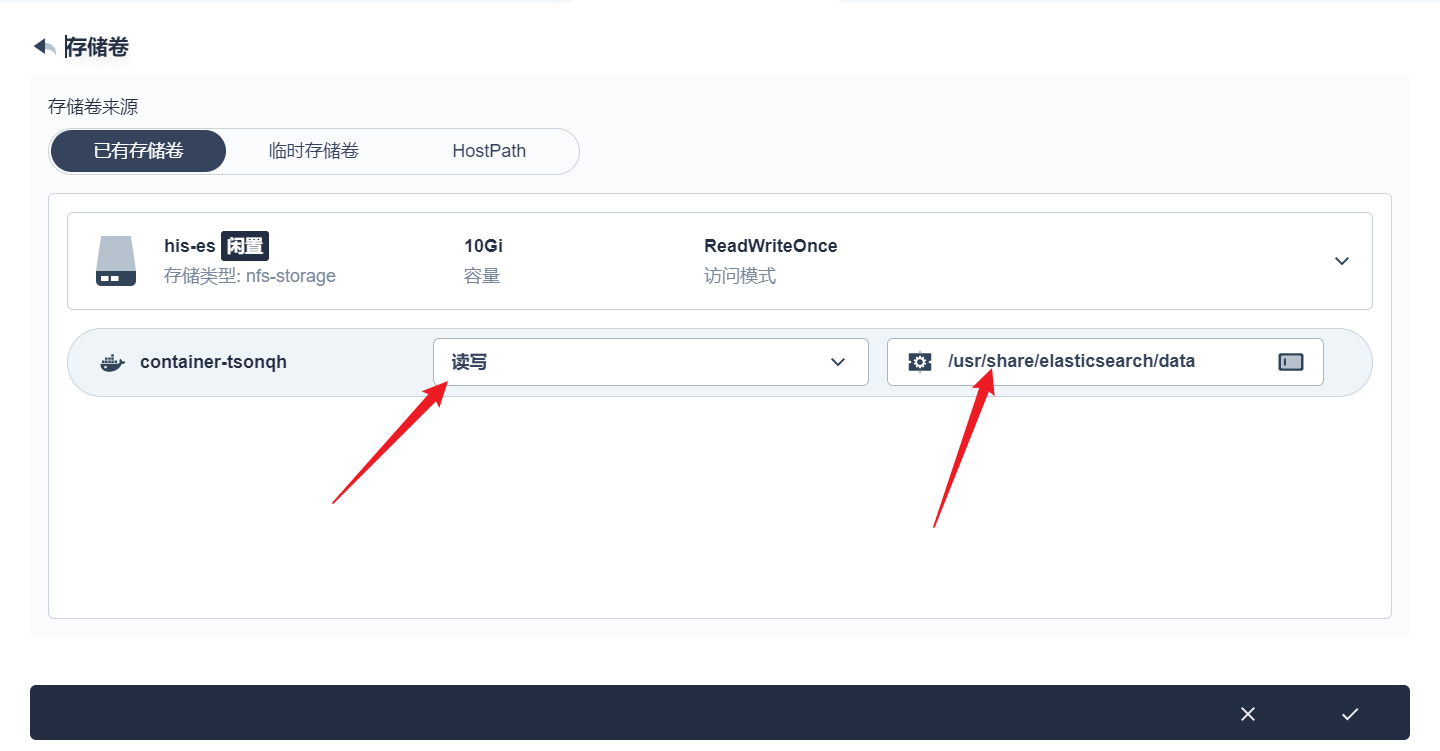 存储卷
存储卷来源
已有存储卷 临时存储卷 HostPath
his-es 闲置 10Gi ReadWriteOnce
存储类型: nfs-storage 容量 访问模式
container-tsonqh 读写 /usr/share/elasticsearch/data